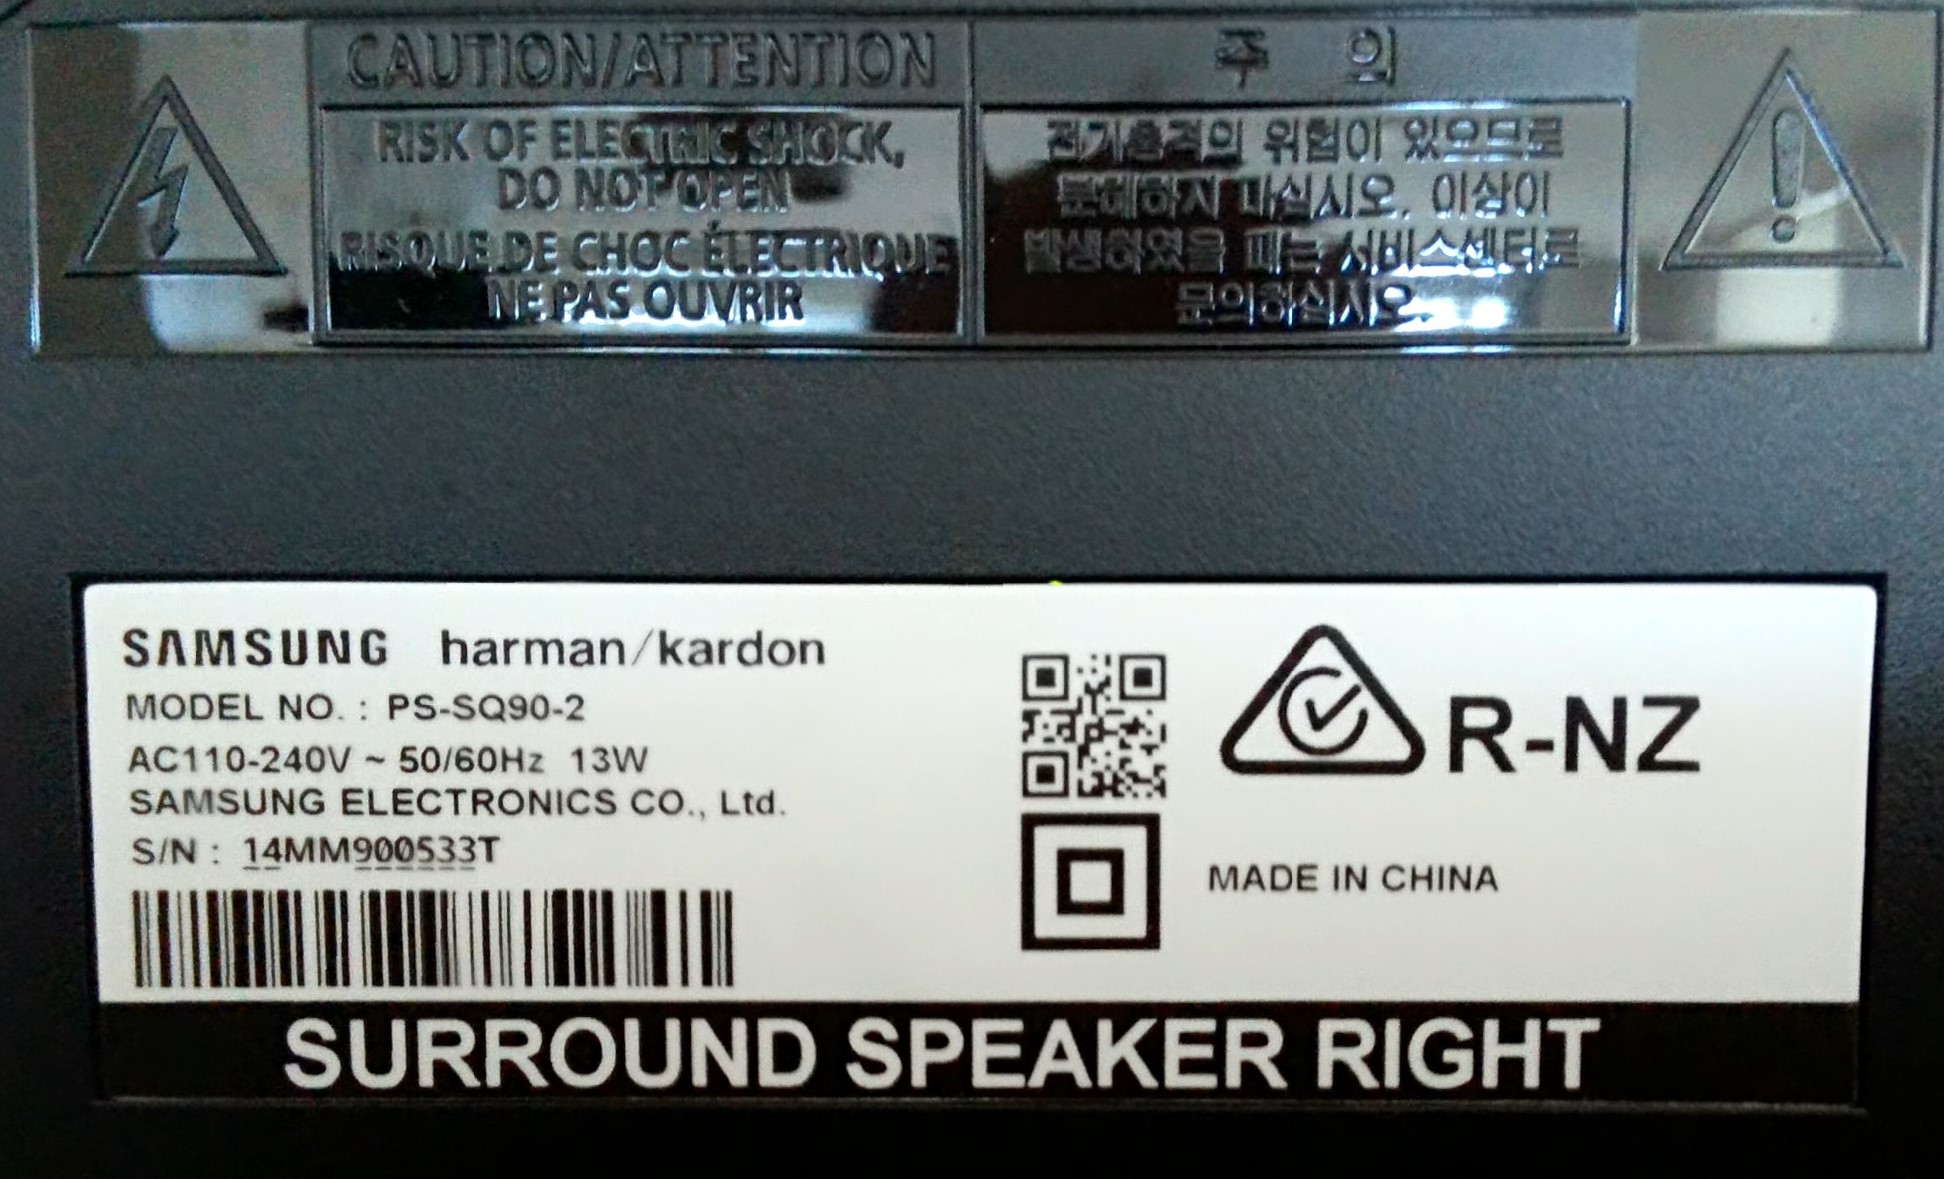 CAUTION/ATTENTION
RISK OF ELECTRIC SHOCK,
DO NOT OPEN
RISQUE DE CHOC ÉLECTRIQUE
NE PAS OUVRIR
주 의
전기충격의 위험이 있으므로
분해하지 마십시오. 이상이
발생하였을 때는 서비스센터로
문의하십시오.
SAMSUNG harman/kardon
MODEL NO. : PS-SQ90-2
AC110-240V ~ 50/60Hz 13W
SAMSUNG ELECTRONICS CO., Ltd.
S/N : 14MM900533T
R-NZ
MADE IN CHINA
SURROUND SPEAKER RIGHT